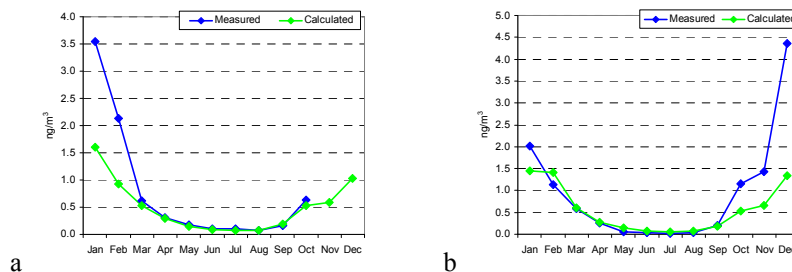 Measured Calculated
4.0
3.5
3.0
2.5
2.0
1.5
1.0
0.5
0.0
ng/m³
Jan Feb Mar Apr May Jun Jul Aug Sep Oct Nov Dec
a
Measured Calculated
5.0
4.5
4.0
3.5
3.0
2.5
2.0
1.5
1.0
0.5
0.0
ng/m³
Jan Feb Mar Apr May Jun Jul Aug Sep Oct Nov Dec
b